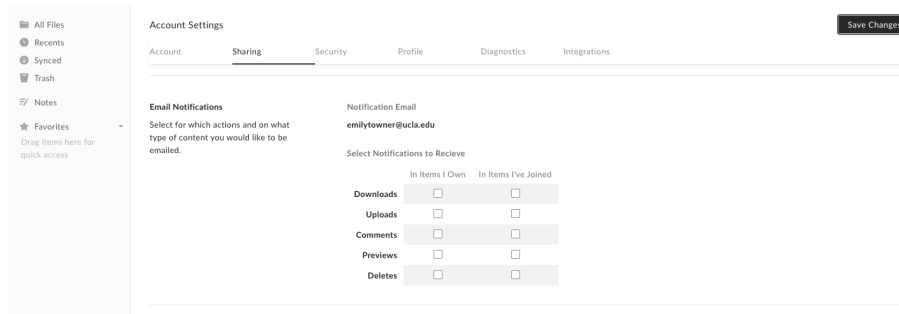 All Files
Recents
Synced
Trash
Notes
Favorites
Drag items here for
quick access
Account Settings
Save Changes
Account Sharing Security Profile Diagnostics Integrations
Email Notifications
Select for which actions and on what
type of content you would like to be
emailed.
Notification Email
emilytowner@ucla.edu
Select Notifications to Recieve
In Items I Own In Items I've Joined
Downloads
Uploads
Comments
Previews
Deletes